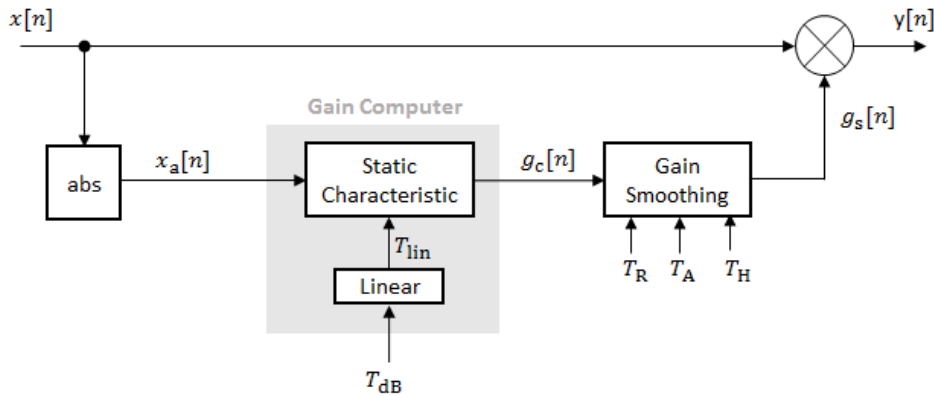 x[n]
y[n]
Gain Computer
g_s[n]
abs
x_a[n]
Static
Characteristic
g_c[n]
Gain
Smoothing
T_lin
Linear
T_R
T_A
T_H
T_dB